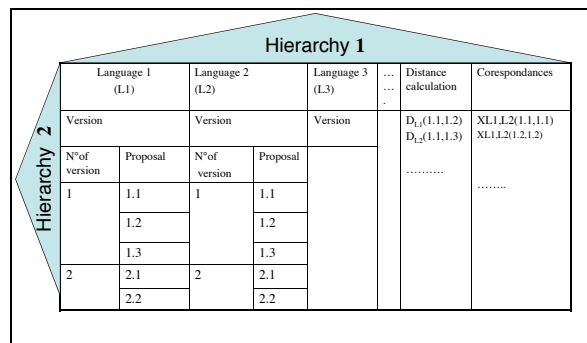 Hierarchy 1
Hierarchy 2
Language 1
(L1)
Language 2
(L2)
Language 3
(L3)
…
…
.
Distance
calculation
Corespondances
Version
Version
Version
D_L1(1.1,1.2)
D_L2(1.1,1.3)
……….
XL1,L2(1.1,1.1)
XL1,L2(1.2,1.2)
……..
N°of
version
Proposal
N°of
version
Proposal
1
1.1
1
1.1
1.2
1.2
1.3
1.3
2
2.1
2
2.1
2.2
2.2